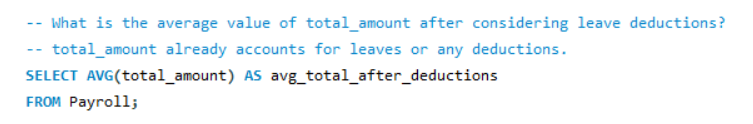 -- What is the average value of total_amount after considering leave deductions?
-- total_amount already accounts for leaves or any deductions.
SELECT AVG(total_amount) AS avg_total_after_deductions
FROM Payroll;